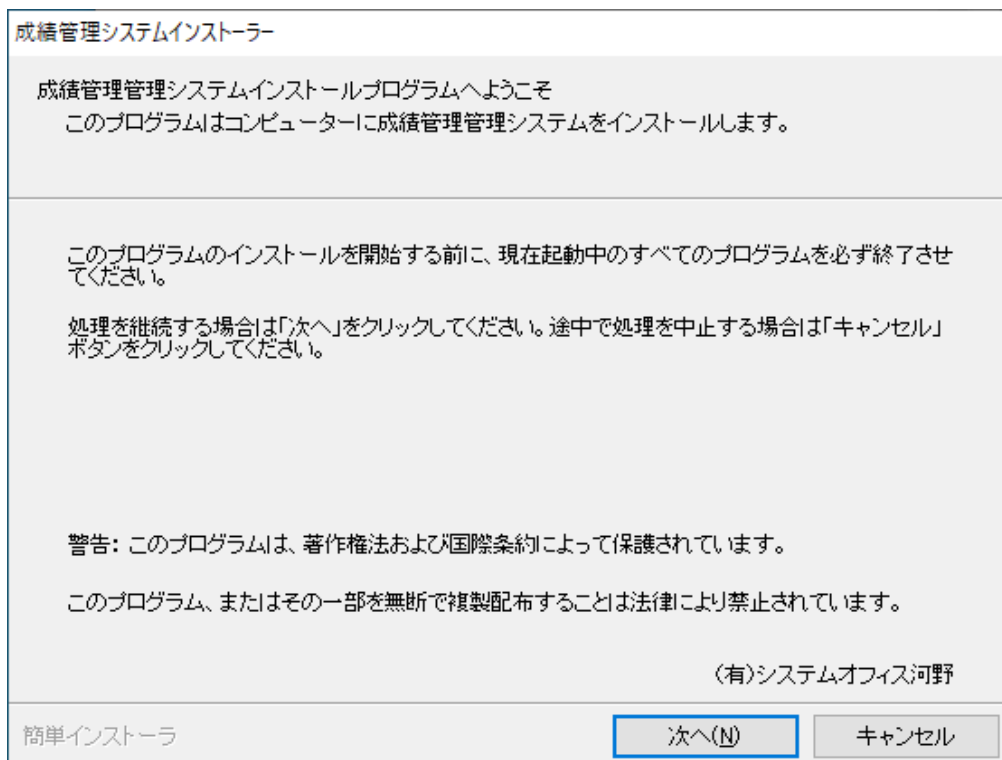 成績管理システムインストーラー
成績管理管理システムインストールプログラムへようこそ
このプログラムはコンピューターに成績管理管理システムをインストールします。
このプログラムのインストールを開始する前に、現在起動中のすべてのプログラムを必ず終了させ
てください。
処理を継続する場合は「次へ」をクリックしてください。途中で処理を中止する場合は「キャンセル」
ボタンをクリックしてください。
警告: このプログラムは、著作権法および国際条約によって保護されています。
このプログラム、またはその一部を無断で複製配布することは法律により禁止されています。
(有)システムオフィス河野
簡単インストーラ
次へ(N)
キャンセル